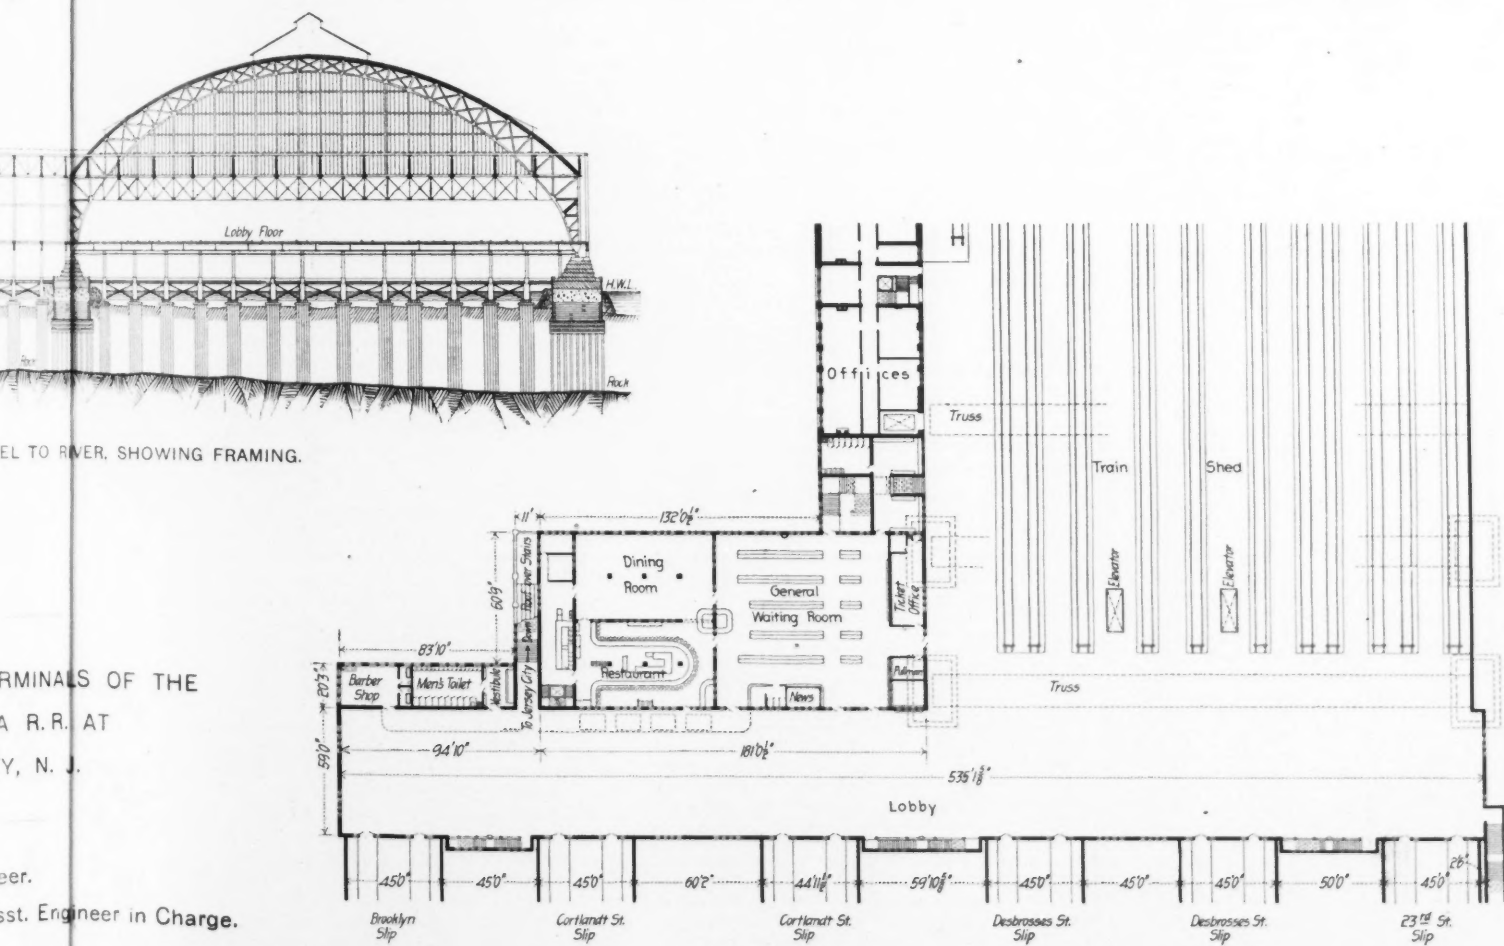 Lobby Floor
H.W.L.
Rock
Rock
EL TO RIVER, SHOWING FRAMING.
RMINALS OF THE
A R.R. AT
Y, N. J.
eer.
sst. Engineer in Charge.
Offices
Truss
Train Shed
11' 132'0½"
60'9"
Down Roof over Stairs
To Jersey City
Dining
Room
General
Waiting Room
Ticket
Office
Elevator
Elevator
83'10"
20'3"
Barber
Shop
Men's Toilet
Vestibule
Restaurant
News
Pullman
Truss
59'0"
94'10" 181'0½"
535'1⅝"
Lobby
45'0" 45'0" 45'0" 60'2" 44'11½" 59'10⅝" 45'0" 45'0" 45'0" 50'0" 45'0" 2'6"
Brooklyn
Slip
Cortlandt St.
Slip
Cortlandt St.
Slip
Desbrosses St.
Slip
Desbrosses St.
Slip
23rd St.
Slip